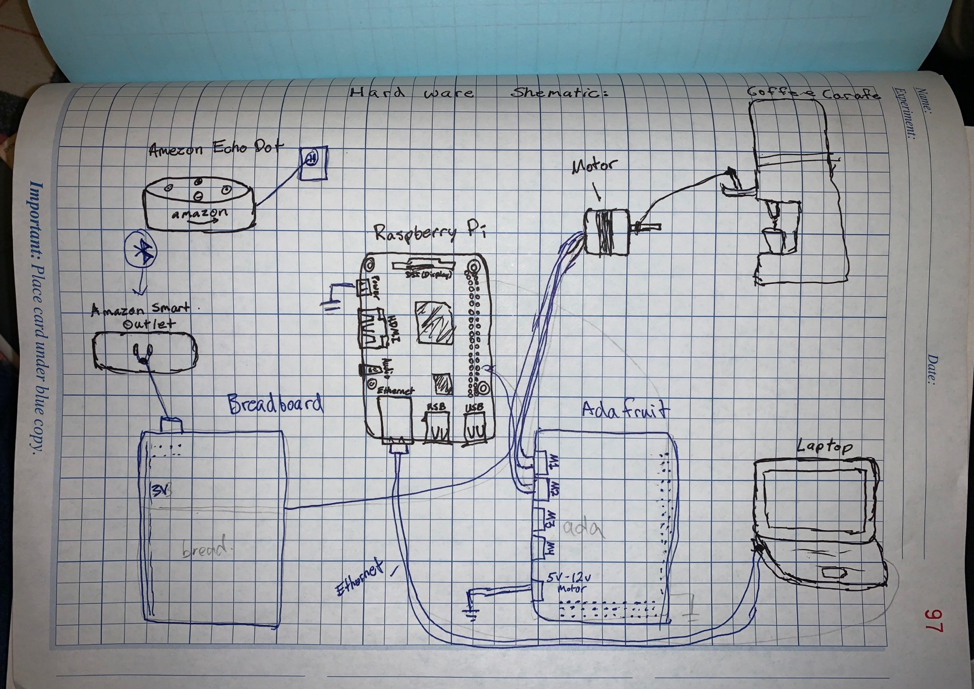 Name:
Experiment:
Date:
97
Important: Place card under blue copy.
Hard ware Shematic:
Coffee Carafe
Amezon Echo Dot
amazon
Motor
Raspberry Pi
DSI (Display)
Power
HDMI
Audio
Ethernet
USB
USB
Amazon Smart
Outlet
Breadboard
3V
bread
Adafruit
M1
M2
M3
M4
ada
5V-12V
Motor
Laptop
Ethernet